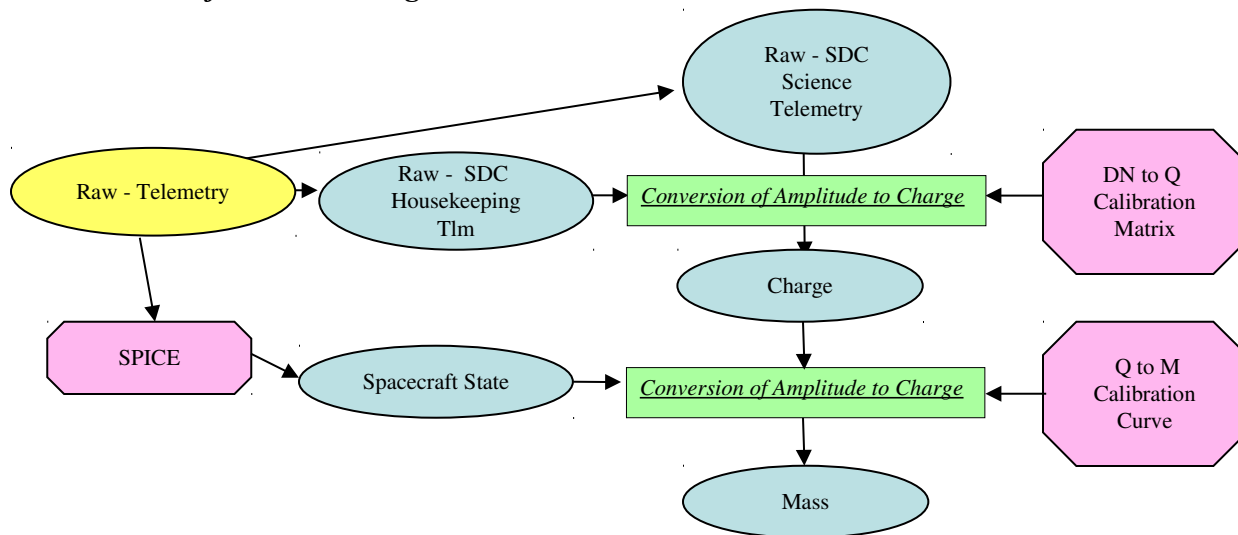 Raw - SDC
Science
Telemetry
Raw - Telemetry
Raw -  SDC
Housekeeping
Tlm
Conversion of Amplitude to Charge
DN to Q
Calibration
Matrix
Charge
SPICE
Spacecraft State
Conversion of Amplitude to Charge
Q to M
Calibration
Curve
Mass